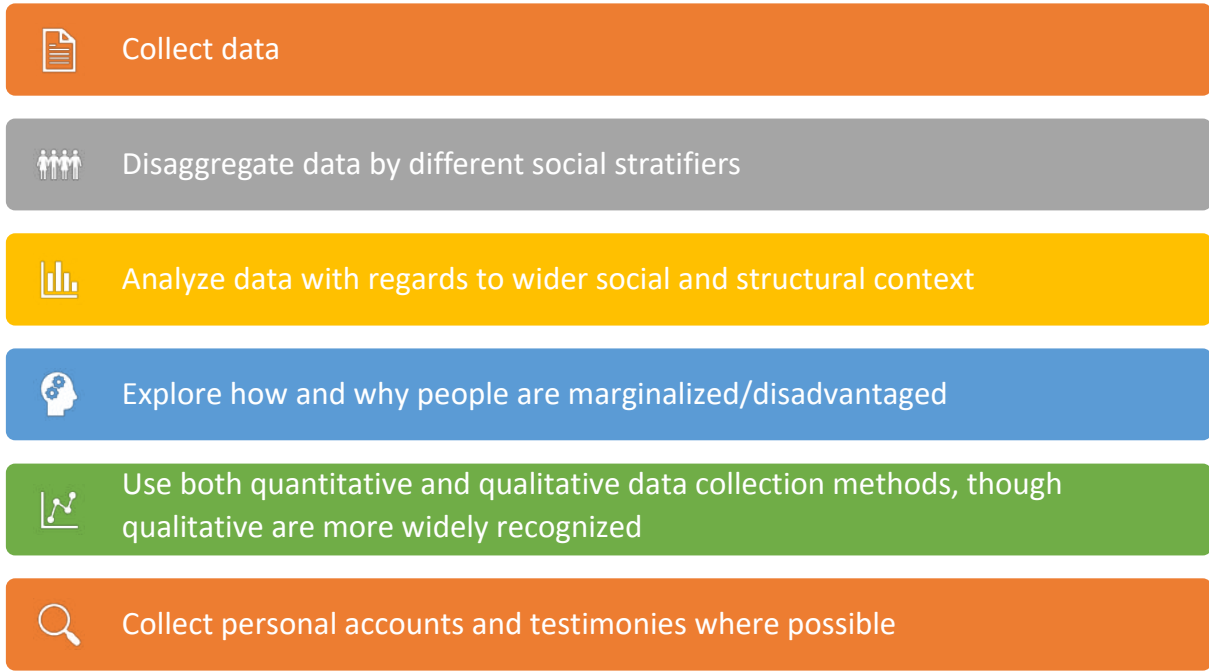 Collect data
Disaggregate data by different social stratifiers
Analyze data with regards to wider social and structural context
Explore how and why people are marginalized/disadvantaged
Use both quantitative and qualitative data collection methods, though
qualitative are more widely recognized
Collect personal accounts and testimonies where possible